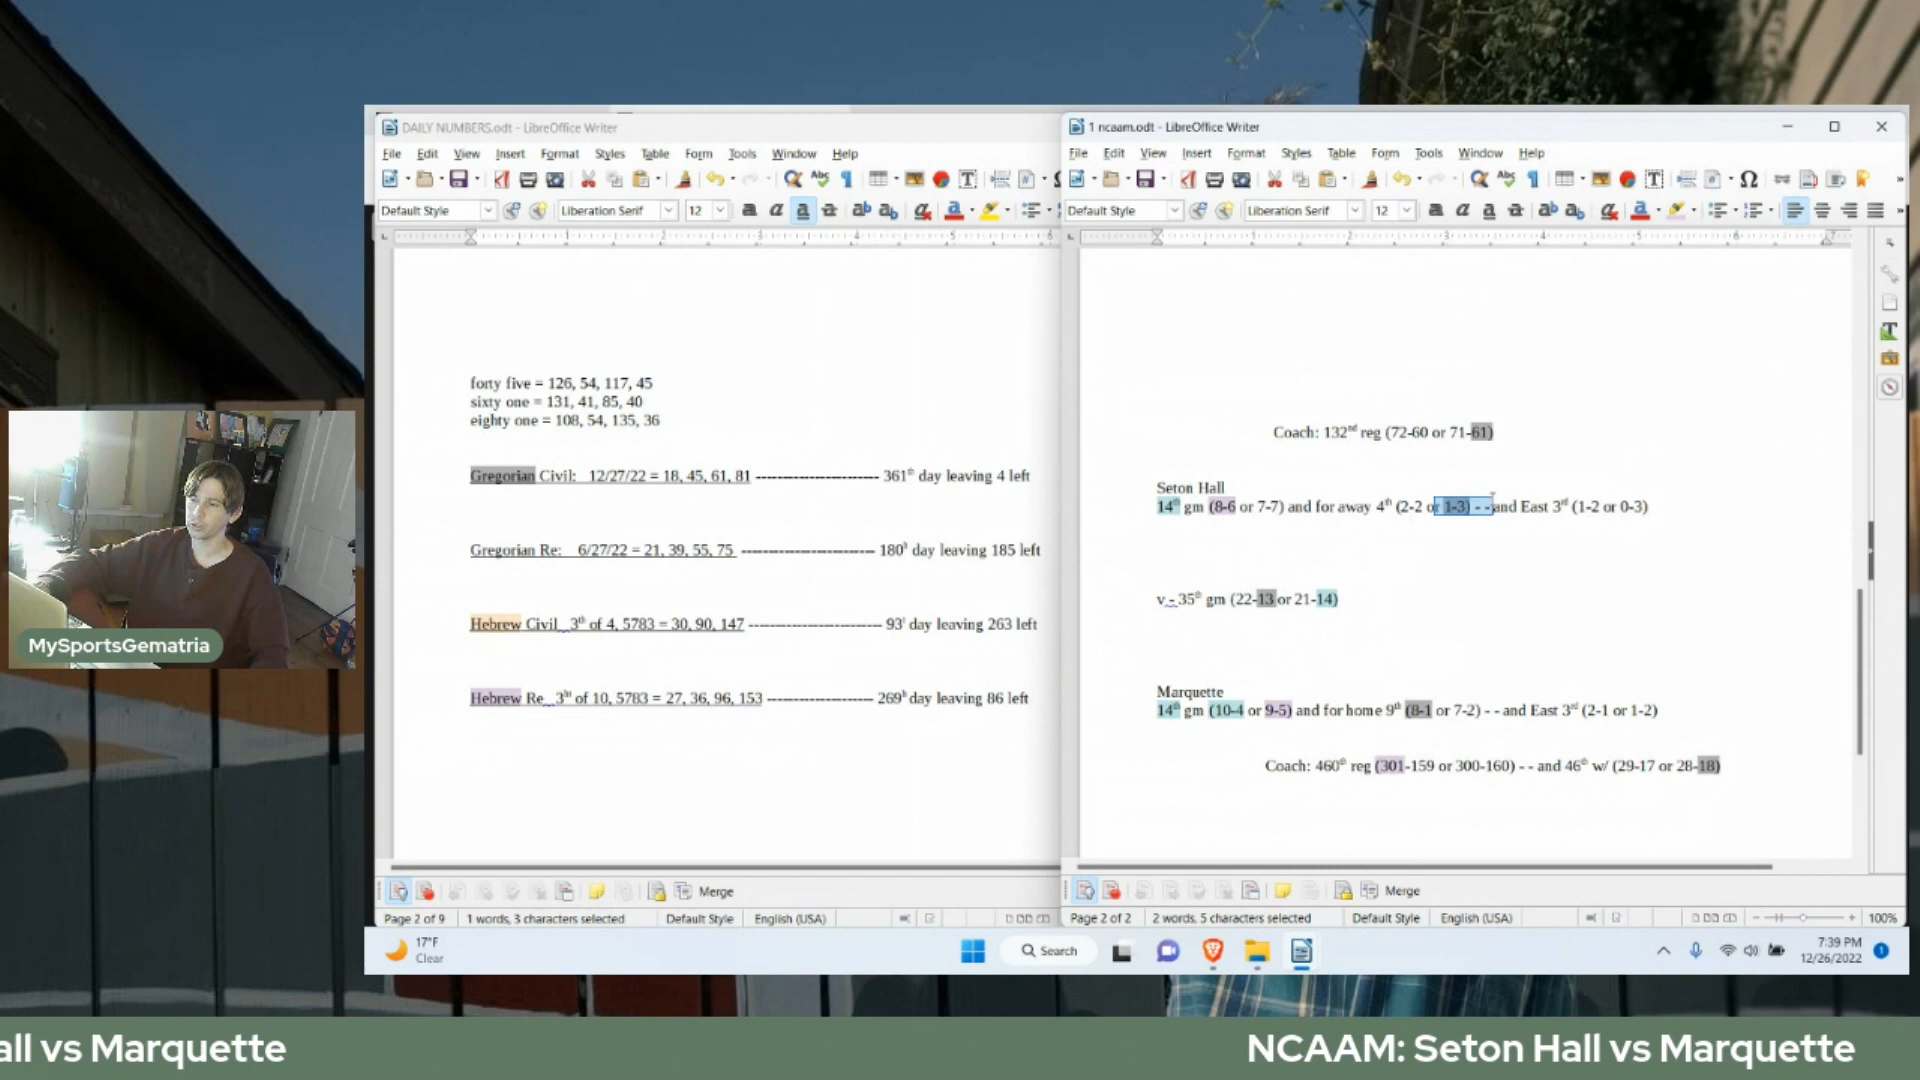 DAILY NUMBERS.odt - LibreOffice Writer
File Edit View Insert Format Styles Table Form Tools Window Help
Default Style Liberation Serif 12
forty five = 126, 54, 117, 45
sixty one = 131, 41, 85, 40
eighty one = 108, 54, 135, 36
Gregorian Civil: 12/27/22 = 18, 45, 61, 81 ---------------------- 361th day leaving 4 left
Gregorian Re: 6/27/22 = 21, 39, 55, 75 ------------------------ 180th day leaving 185 left
Hebrew Civil 3th of 4, 5783 = 30, 90, 147 ------------------------ 93 day leaving 263 left
Hebrew Re 3 of 10, 5783 = 27, 36, 96, 153 ------------------- 269 day leaving 86 left
Merge
Page 2 of 9 1 words, 3 characters selected Default Style English (USA)
1 ncaam.odt - LibreOffice Writer
File Edit View Insert Format Styles Table Form Tools Window Help
Default Style Liberation Serif 12
Coach: 132nd reg (72-60 or 71-61)
Seton Hall
14th gm (8-6 or 7-7) and for away 4th (2-2 or 1-3) - - and East 3rd (1-2 or 0-3)
v - 35th gm (22-13 or 21-14)
Marquette
14th gm (10-4 or 9-5) and for home 9th (8-1 or 7-2) - - and East 3rd (2-1 or 1-2)
Coach: 460th reg (301-159 or 300-160) - - and 46th w/ (29-17 or 28-18)
Merge
Page 2 of 2 2 words, 5 characters selected Default Style English (USA) 100%
17°F
Clear
Search
7:39 PM
12/26/2022
1
MySportsGematria
all vs Marquette
NCAAM: Seton Hall vs Marquette